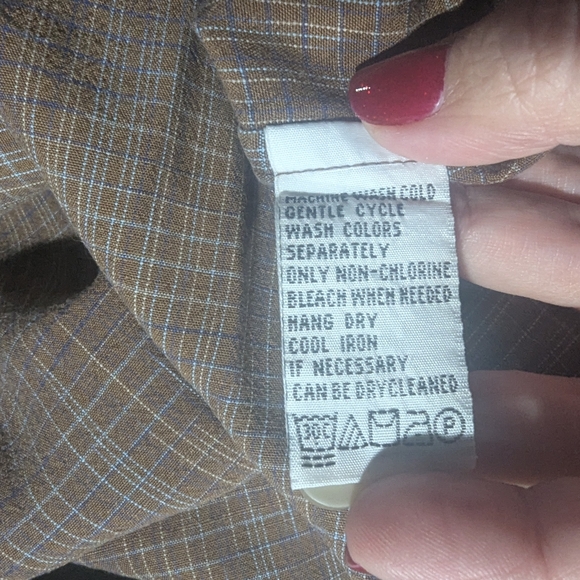 MACHINE WASH COLD
GENTLE CYCLE
WASH COLORS
SEPARATELY
ONLY NON-CHLORINE
BLEACH WHEN NEEDED
HANG DRY
COOL IRON
IF NECESSARY
CAN BE DRYCLEANED
30C P